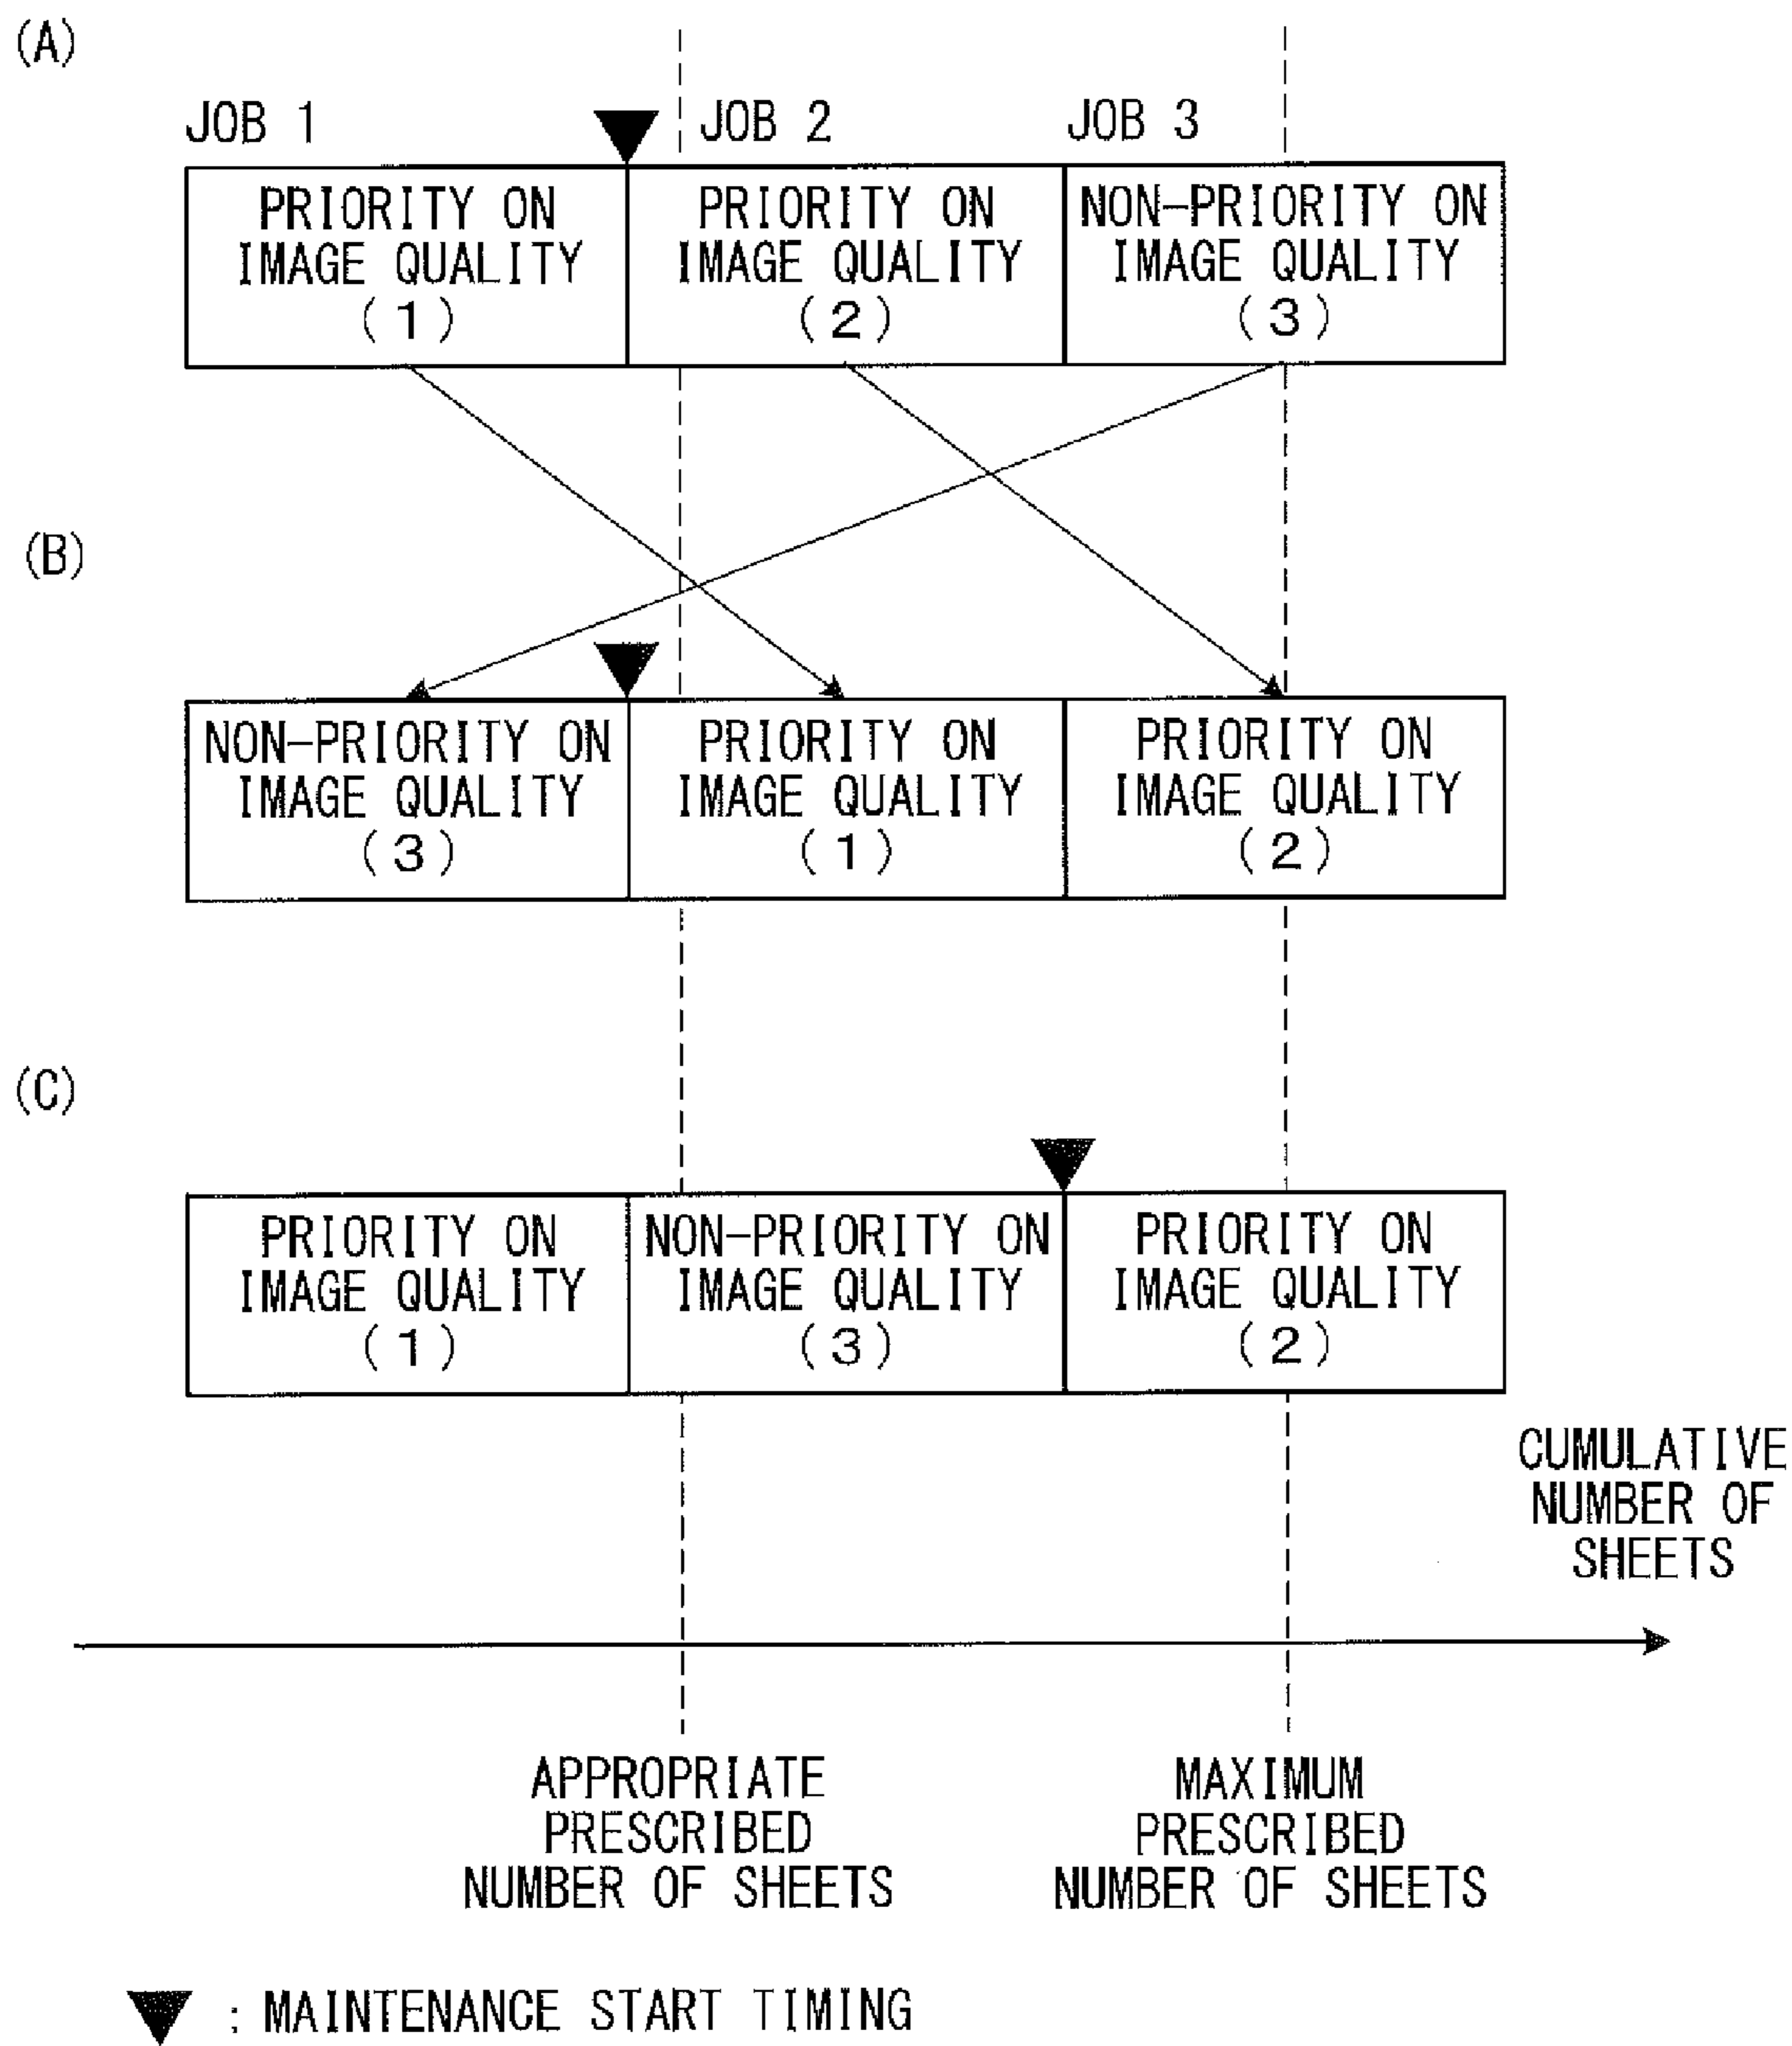 (A)
JOB 1
JOB 2
JOB 3
PRIORITY ON
IMAGE QUALITY
(1)
PRIORITY ON
IMAGE QUALITY
(2)
NON-PRIORITY ON
IMAGE QUALITY
(3)
(B)
NON-PRIORITY ON
IMAGE QUALITY
(3)
PRIORITY ON
IMAGE QUALITY
(1)
PRIORITY ON
IMAGE QUALITY
(2)
(C)
PRIORITY ON
IMAGE QUALITY
(1)
NON-PRIORITY ON
IMAGE QUALITY
(3)
PRIORITY ON
IMAGE QUALITY
(2)
CUMULATIVE
NUMBER OF
SHEETS
APPROPRIATE
PRESCRIBED
NUMBER OF SHEETS
MAXIMUM
PRESCRIBED
NUMBER OF SHEETS
: MAINTENANCE START TIMING